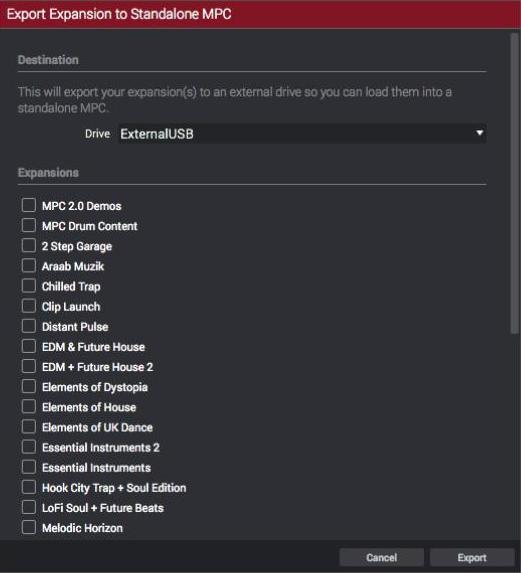 Export Expansion to Standalone MPC
Destination
This will export your expansion(s) to an external drive so you can load them into a
standalone MPC.
Drive ExternalUSB
Expansions
MPC 2.0 Demos
MPC Drum Content
2 Step Garage
Araab Muzik
Chilled Trap
Clip Launch
Distant Pulse
EDM & Future House
EDM + Future House 2
Elements of Dystopia
Elements of House
Elements of UK Dance
Essential Instruments 2
Essential Instruments
Hook City Trap + Soul Edition
LoFi Soul + Future Beats
Melodic Horizon
Cancel Export